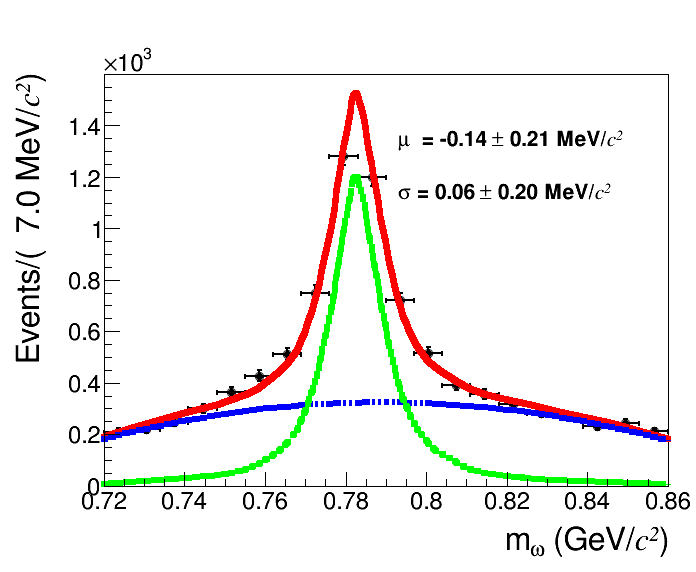 ×10³
Events/( 7.0 MeV/c²)
1.4
1.2
1
0.8
0.6
0.4
0.2
0
μ = -0.14 ± 0.21 MeV/c²
σ = 0.06 ± 0.20 MeV/c²
0.72 0.74 0.76 0.78 0.8 0.82 0.84 0.86
m_ω (GeV/c²)